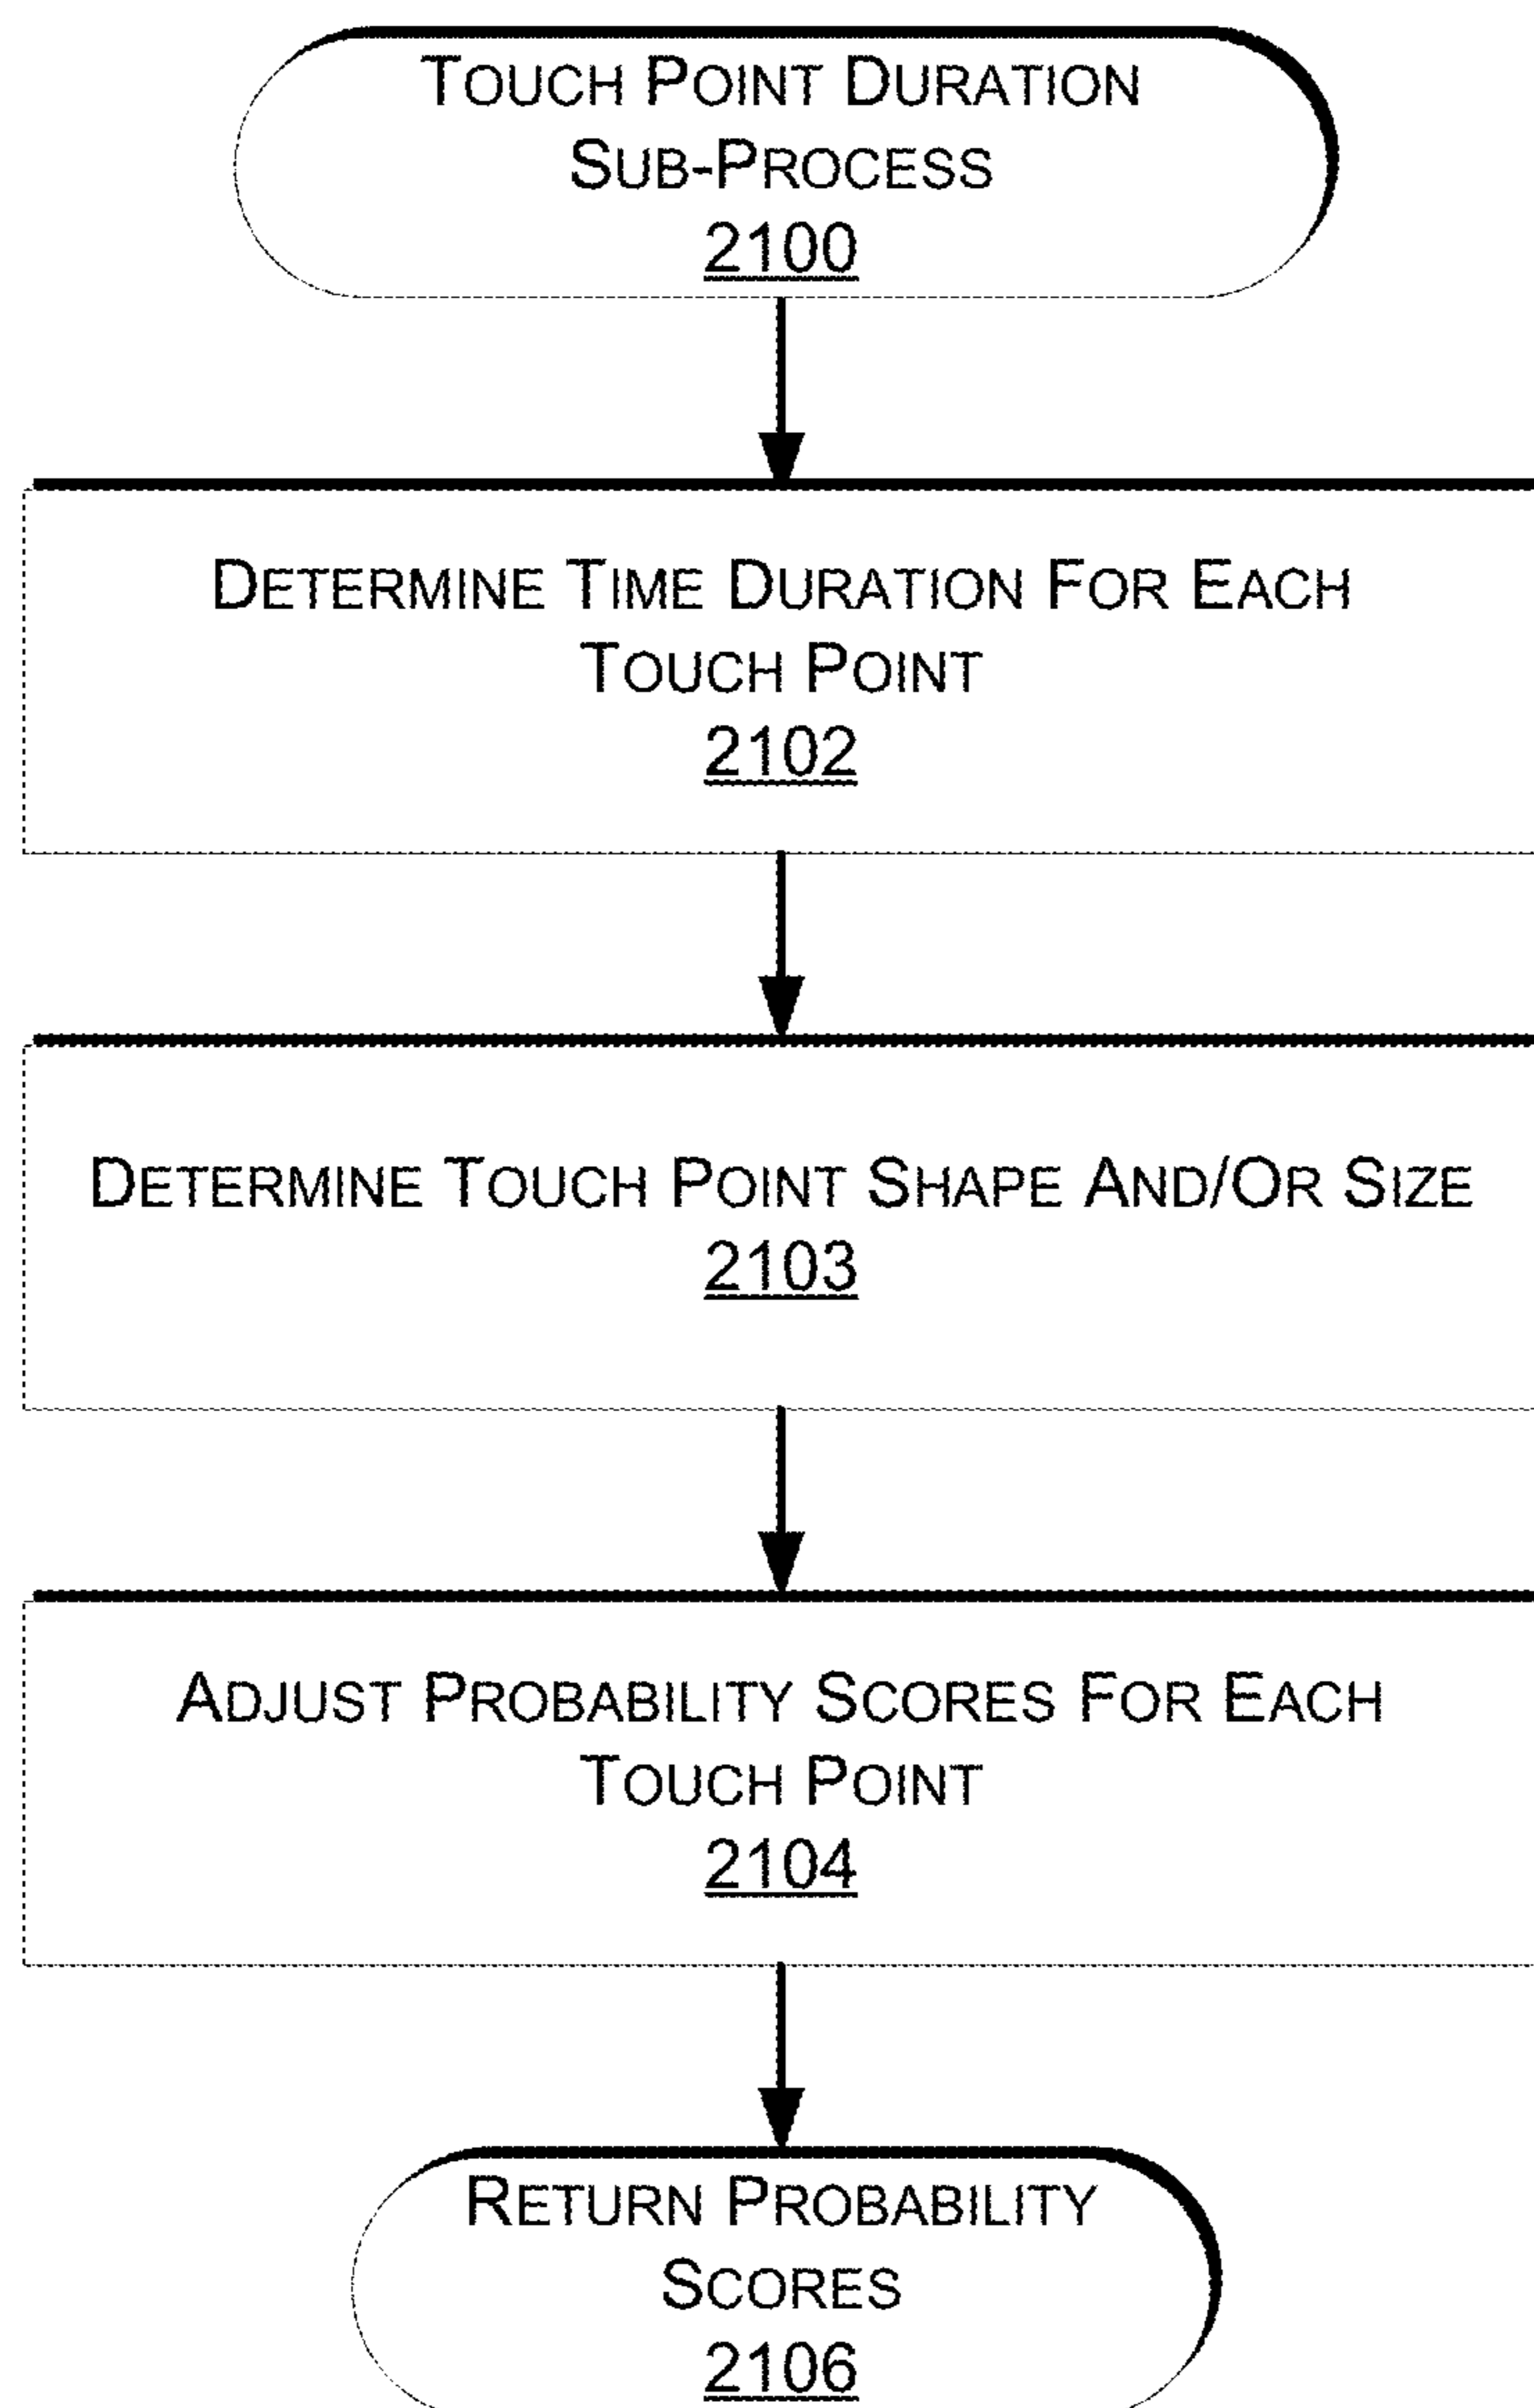 TOUCH POINT DURATION
SUB-PROCESS
2100
DETERMINE TIME DURATION FOR EACH
TOUCH POINT
2102
DETERMINE TOUCH POINT SHAPE AND/OR SIZE
2103
ADJUST PROBABILITY SCORES FOR EACH
TOUCH POINT
2104
RETURN PROBABILITY
SCORES
2106